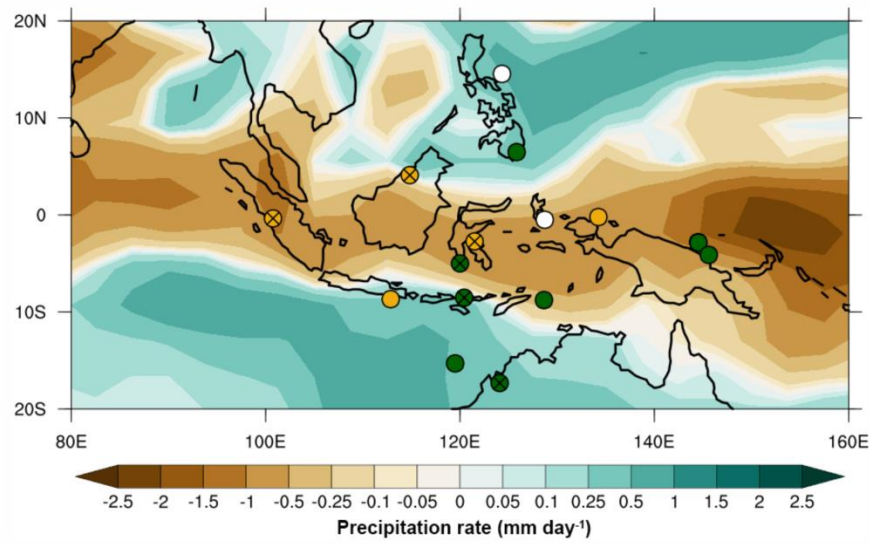 20N
10N
0
10S
20S
80E 100E 120E 140E 160E
-2.5 -2 -1.5 -1 -0.5 -0.25 -0.1 -0.05 0 0.05 0.1 0.25 0.5 1 1.5 2 2.5
Precipitation rate (mm day-1)